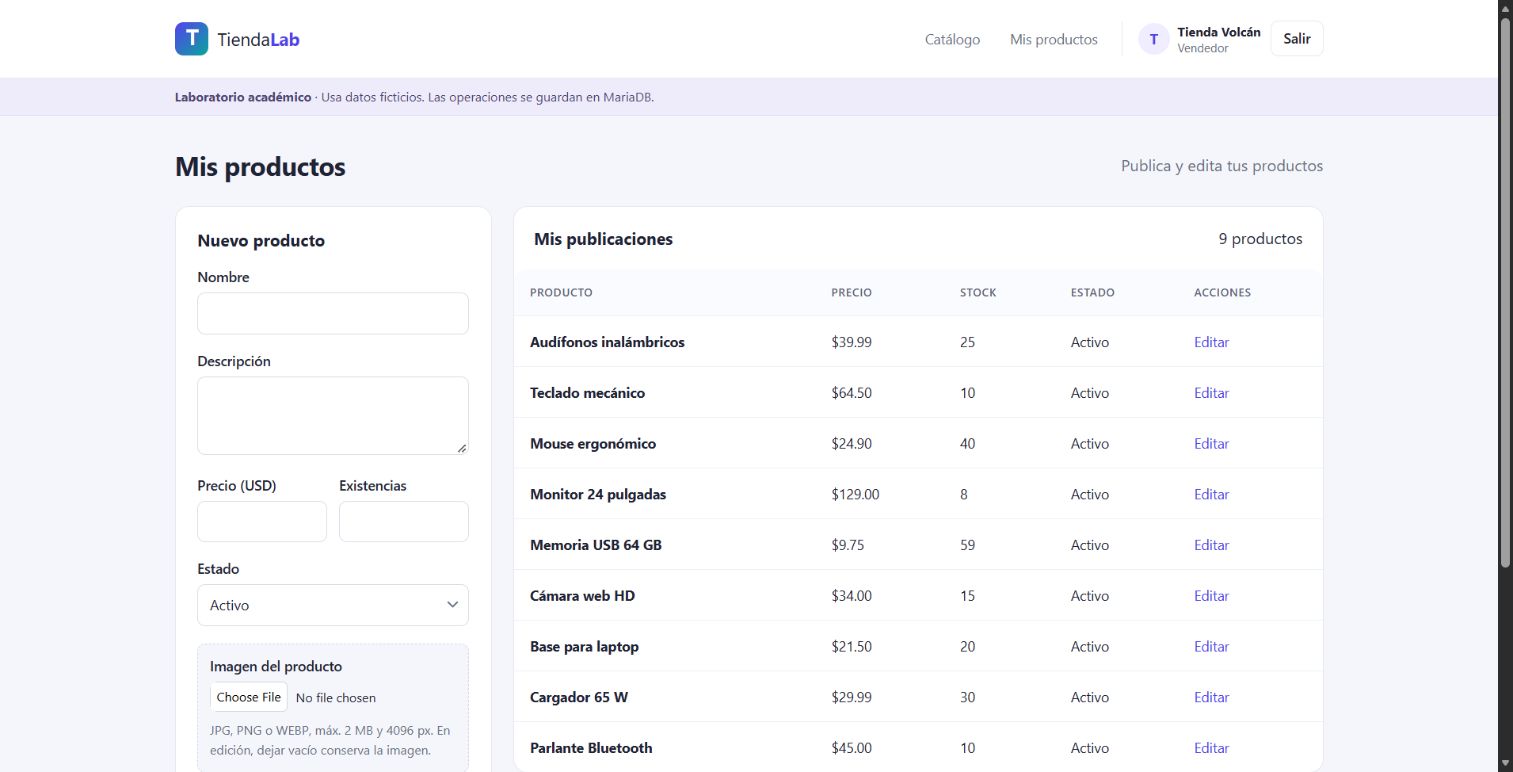 T TiendaLab
Catálogo Mis productos T Tienda Volcán Salir
Vendedor
Laboratorio académico · Usa datos ficticios. Las operaciones se guardan en MariaDB.
Mis productos
Publica y edita tus productos
Nuevo producto
Nombre
Descripción
Precio (USD) Existencias
Estado
Activo
Imagen del producto
Choose File No file chosen
JPG, PNG o WEBP, máx. 2 MB y 4096 px. En
edición, dejar vacío conserva la imagen.
Mis publicaciones 9 productos
PRODUCTO PRECIO STOCK ESTADO ACCIONES
Audífonos inalámbricos $39.99 25 Activo Editar
Teclado mecánico $64.50 10 Activo Editar
Mouse ergonómico $24.90 40 Activo Editar
Monitor 24 pulgadas $129.00 8 Activo Editar
Memoria USB 64 GB $9.75 59 Activo Editar
Cámara web HD $34.00 15 Activo Editar
Base para laptop $21.50 20 Activo Editar
Cargador 65 W $29.99 30 Activo Editar
Parlante Bluetooth $45.00 10 Activo Editar